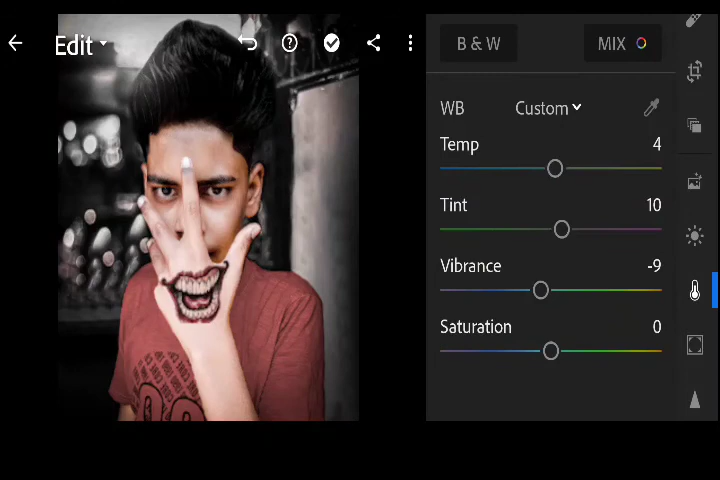 Edit
B & W
MIX
WB
Custom
Temp
4
Tint
10
Vibrance
-9
Saturation
0